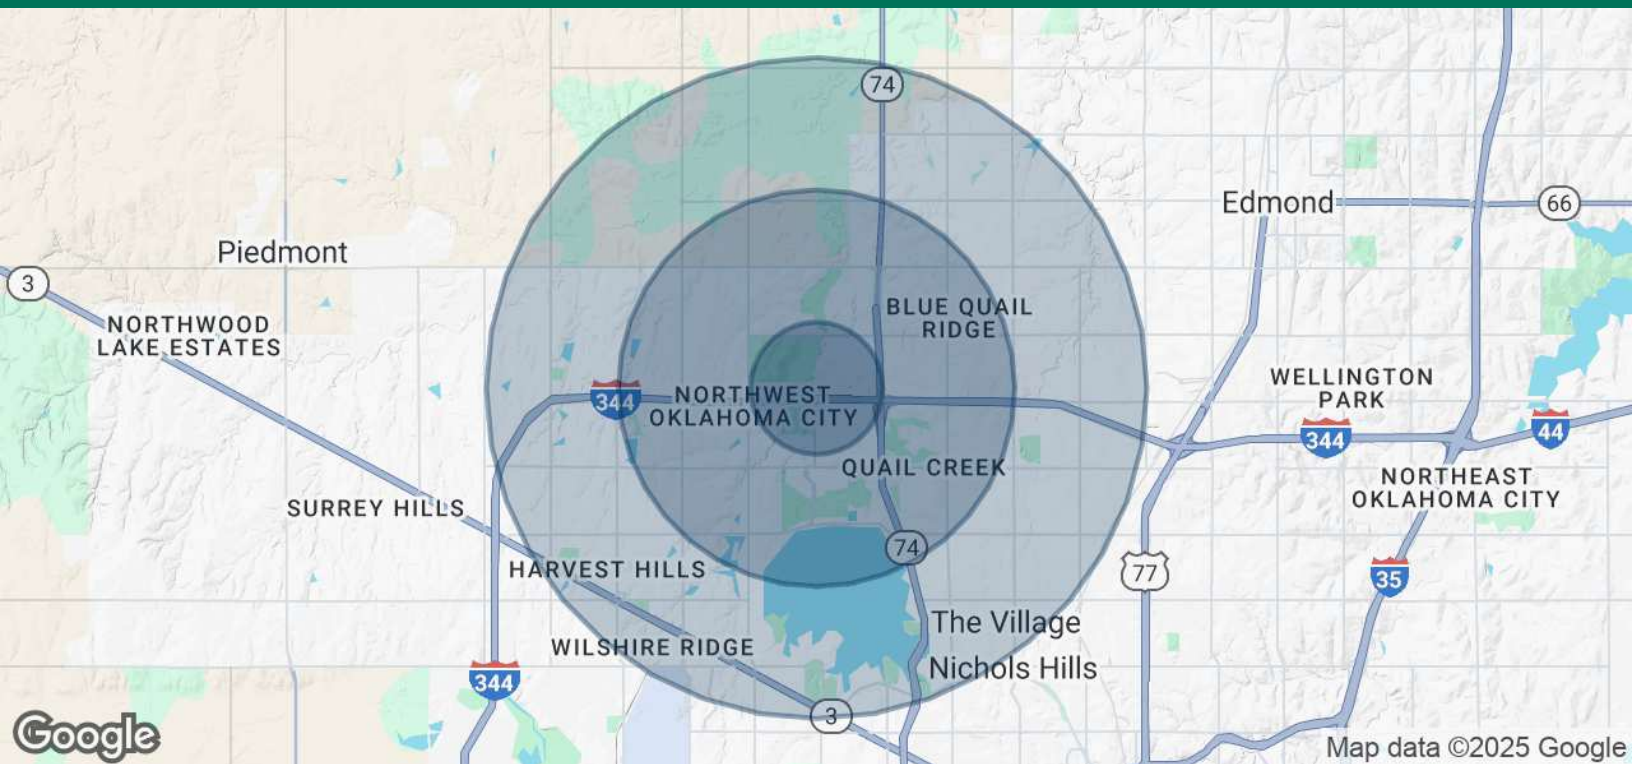 74
Edmond
66
Piedmont
3
BLUE QUAIL
RIDGE
NORTHWOOD
LAKE ESTATES
WELLINGTON
PARK
344
NORTHWEST
OKLAHOMA CITY
344
44
QUAIL CREEK
NORTHEAST
OKLAHOMA CITY
SURREY HILLS
74
HARVEST HILLS
77
35
The Village
WILSHIRE RIDGE
Nichols Hills
344
3
Google
Map data ©2025 Google